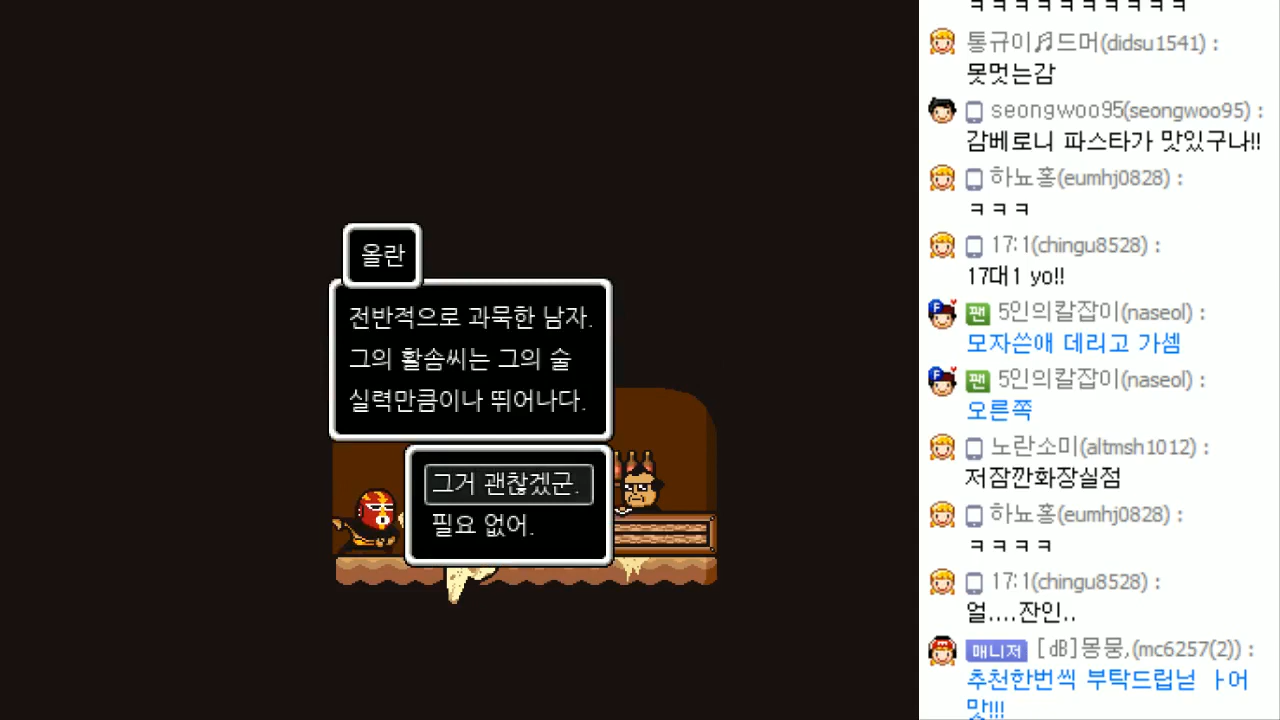 올란
전반적으로 과묵한 남자.
그의 활솜씨는 그의 술
실력만큼이나 뛰어나다.
그거 괜찮겠군.
필요 없어.
ㅋㅋㅋㅋㅋㅋㅋㅋㅋㅋ
통규이♬드머(didsu1541) :
못멋는감
seongwoo95(seongwoo95) :
감베로니 파스타가 맛있구나!!
하뇨홍(eumhj0828) :
ㅋㅋㅋ
17:1(chingu8528) :
17대1 yo!!
팬 5인의칼잡이(naseol) :
모자쓴애 데리고 가셈
팬 5인의칼잡이(naseol) :
오른쪽
노란소미(altmsh1012) :
저잠깐화장실점
하뇨홍(eumhj0828) :
ㅋㅋㅋㅋ
17:1(chingu8528) :
얼....잔인..
매니저 [dB]몽뭉,(mc6257(2)) :
추천한번씩 부탁드립넏 ㅏ어
맛!!!